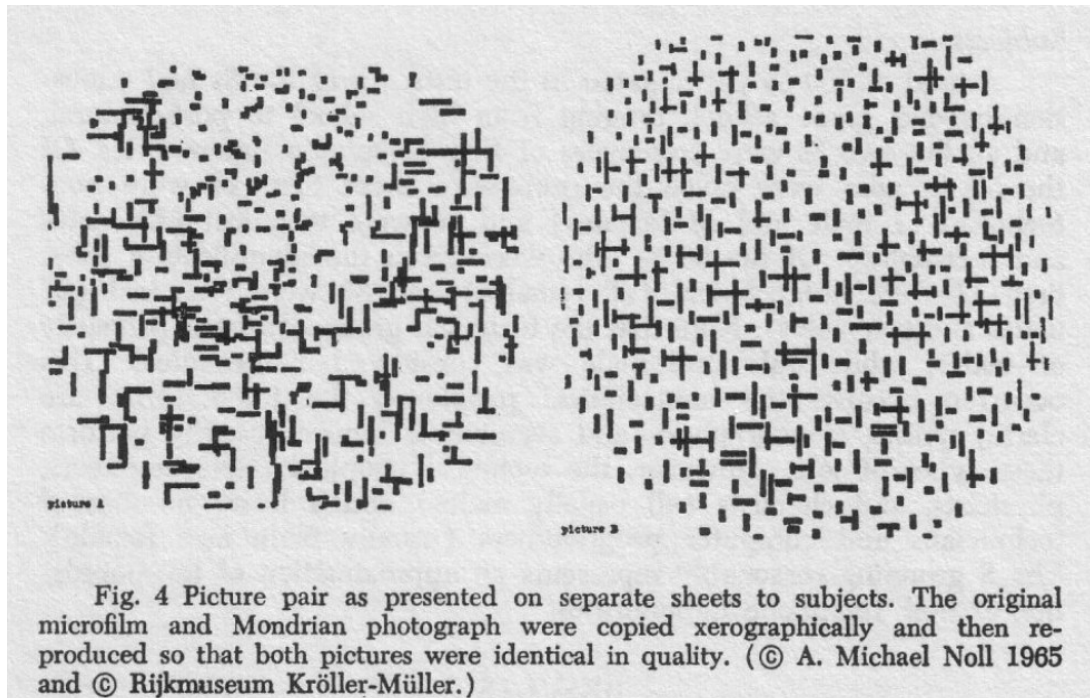 picture
picture B
Fig. 4 Picture pair as presented on separate sheets to subjects. The original
microfilm and Mondrian photograph were copied xerographically and then re-
produced so that both pictures were identical in quality. (© A. Michael Noll 1965
and © Rijkmuseum Kröller-Müller.)